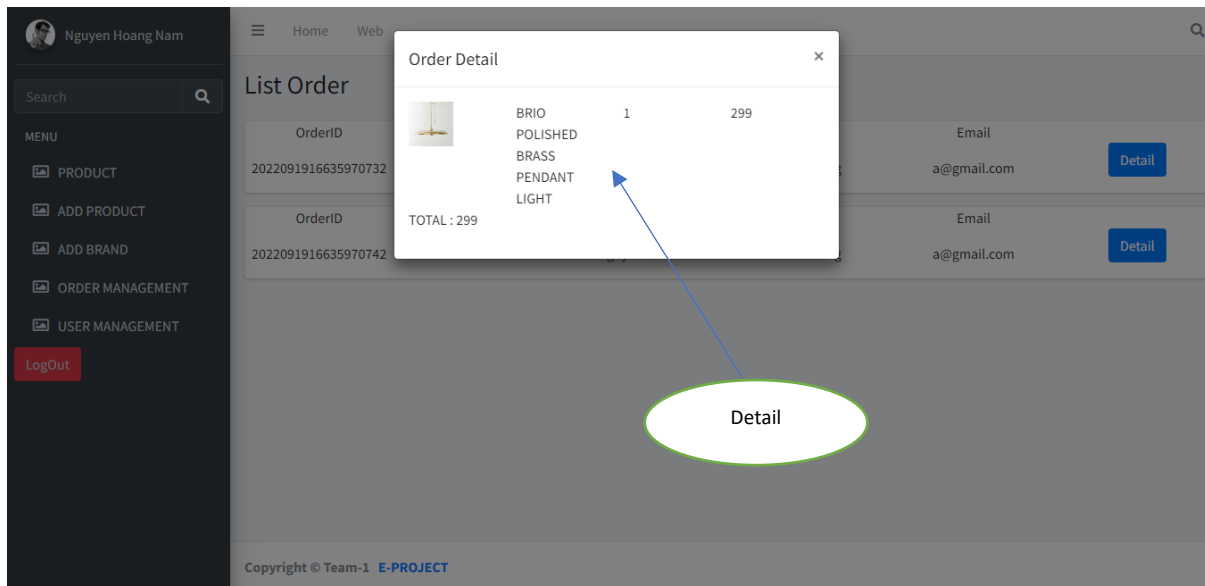 Nguyen Hoang Nam
Home Web
Search
MENU
PRODUCT
ADD PRODUCT
ADD BRAND
ORDER MANAGEMENT
USER MANAGEMENT
LogOut
List Order
OrderID Email
2022091916635970732 a@gmail.com Detail
OrderID Email
2022091916635970742 a@gmail.com Detail
Order Detail ×
BRIO 1 299
POLISHED
BRASS
PENDANT
LIGHT
TOTAL : 299
Detail
Copyright © Team-1 E-PROJECT